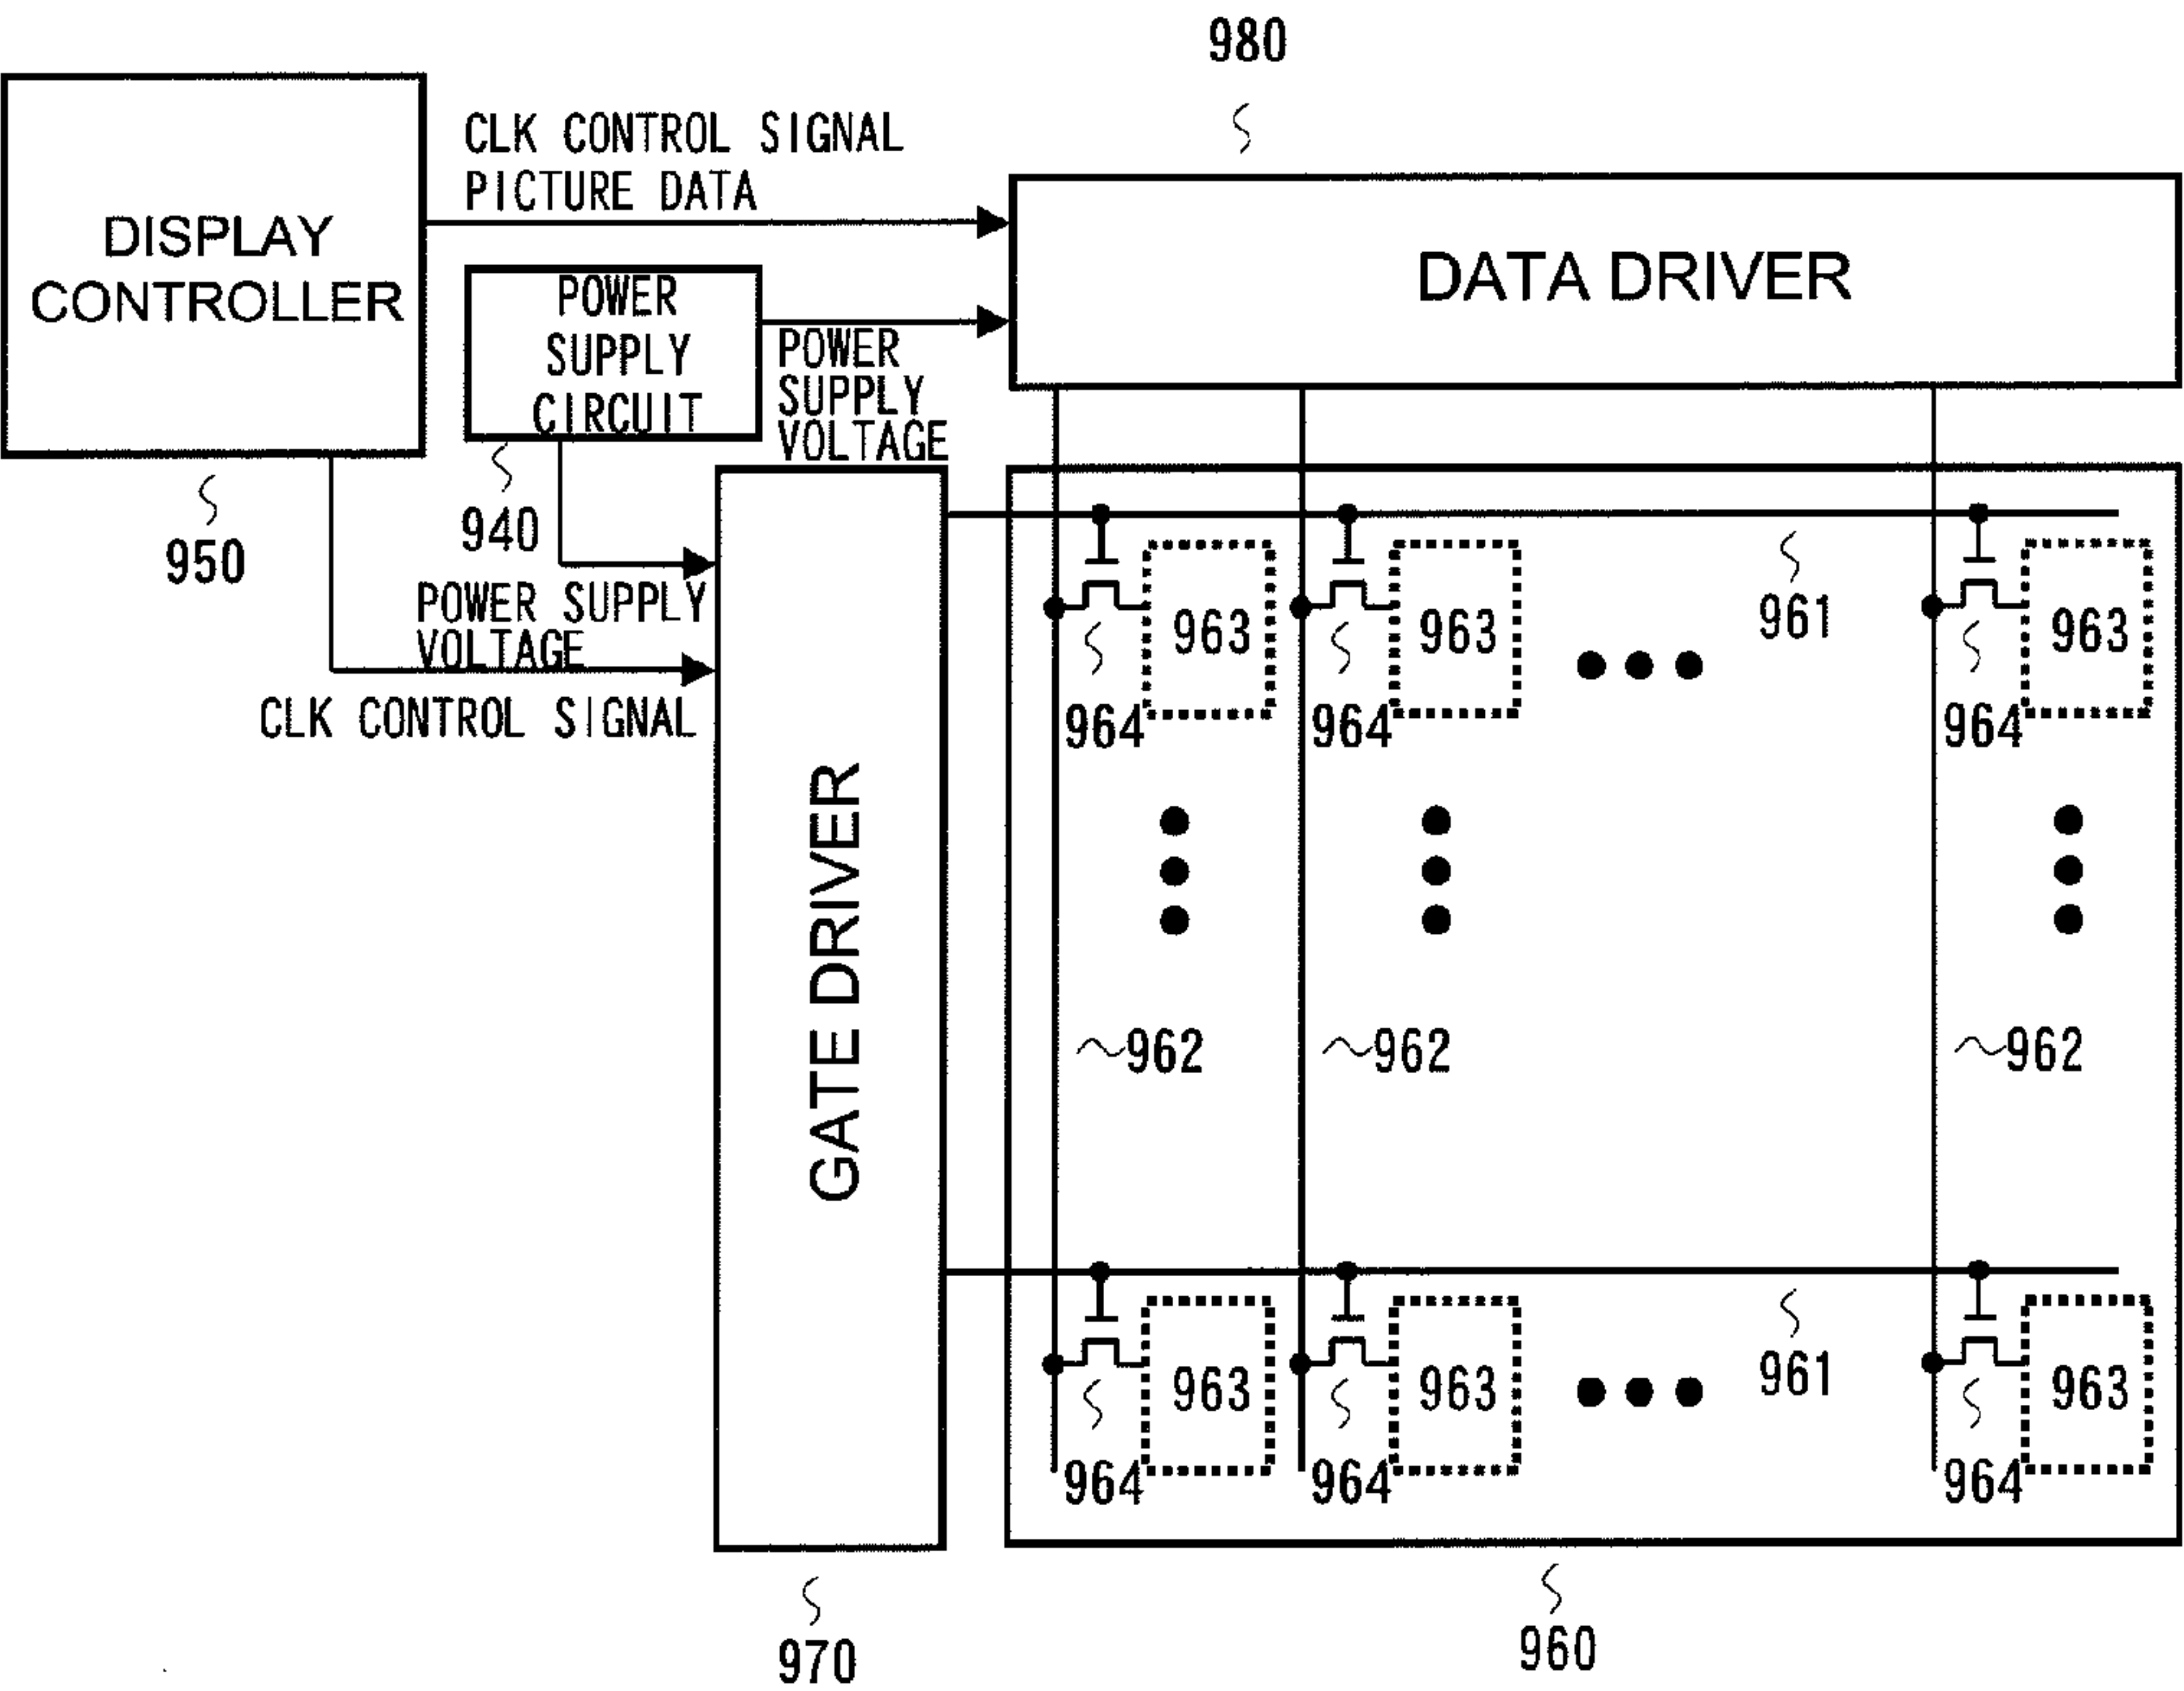 980
CLK CONTROL SIGNAL
PICTURE DATA
DISPLAY
CONTROLLER
DATA DRIVER
POWER
SUPPLY
CIRCUIT
POWER
SUPPLY
VOLTAGE
950
940
POWER SUPPLY
VOLTAGE
CLK CONTROL SIGNAL
GATE DRIVER
963
963
961
963
964
964
964
962
962
962
963
963
961
963
964
964
964
970
960